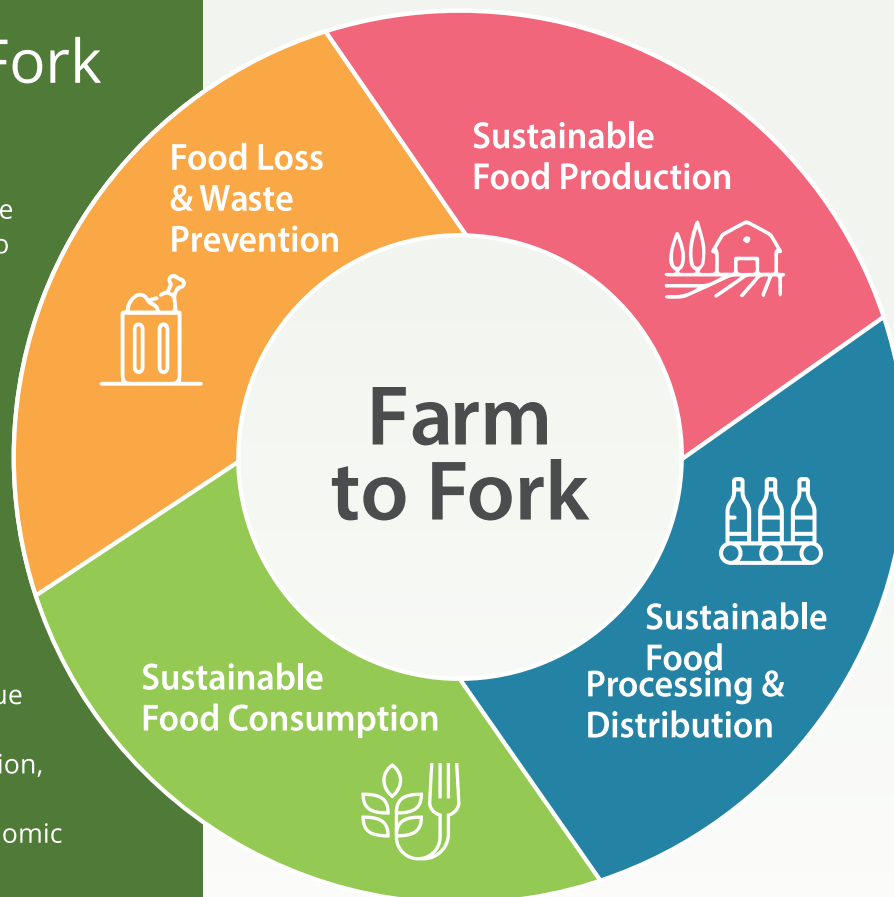 Fork
Food Loss
& Waste
Prevention
Sustainable
Food Production
Farm
to Fork
Sustainable
Food
Processing &
Distribution
Sustainable
Food Consumption